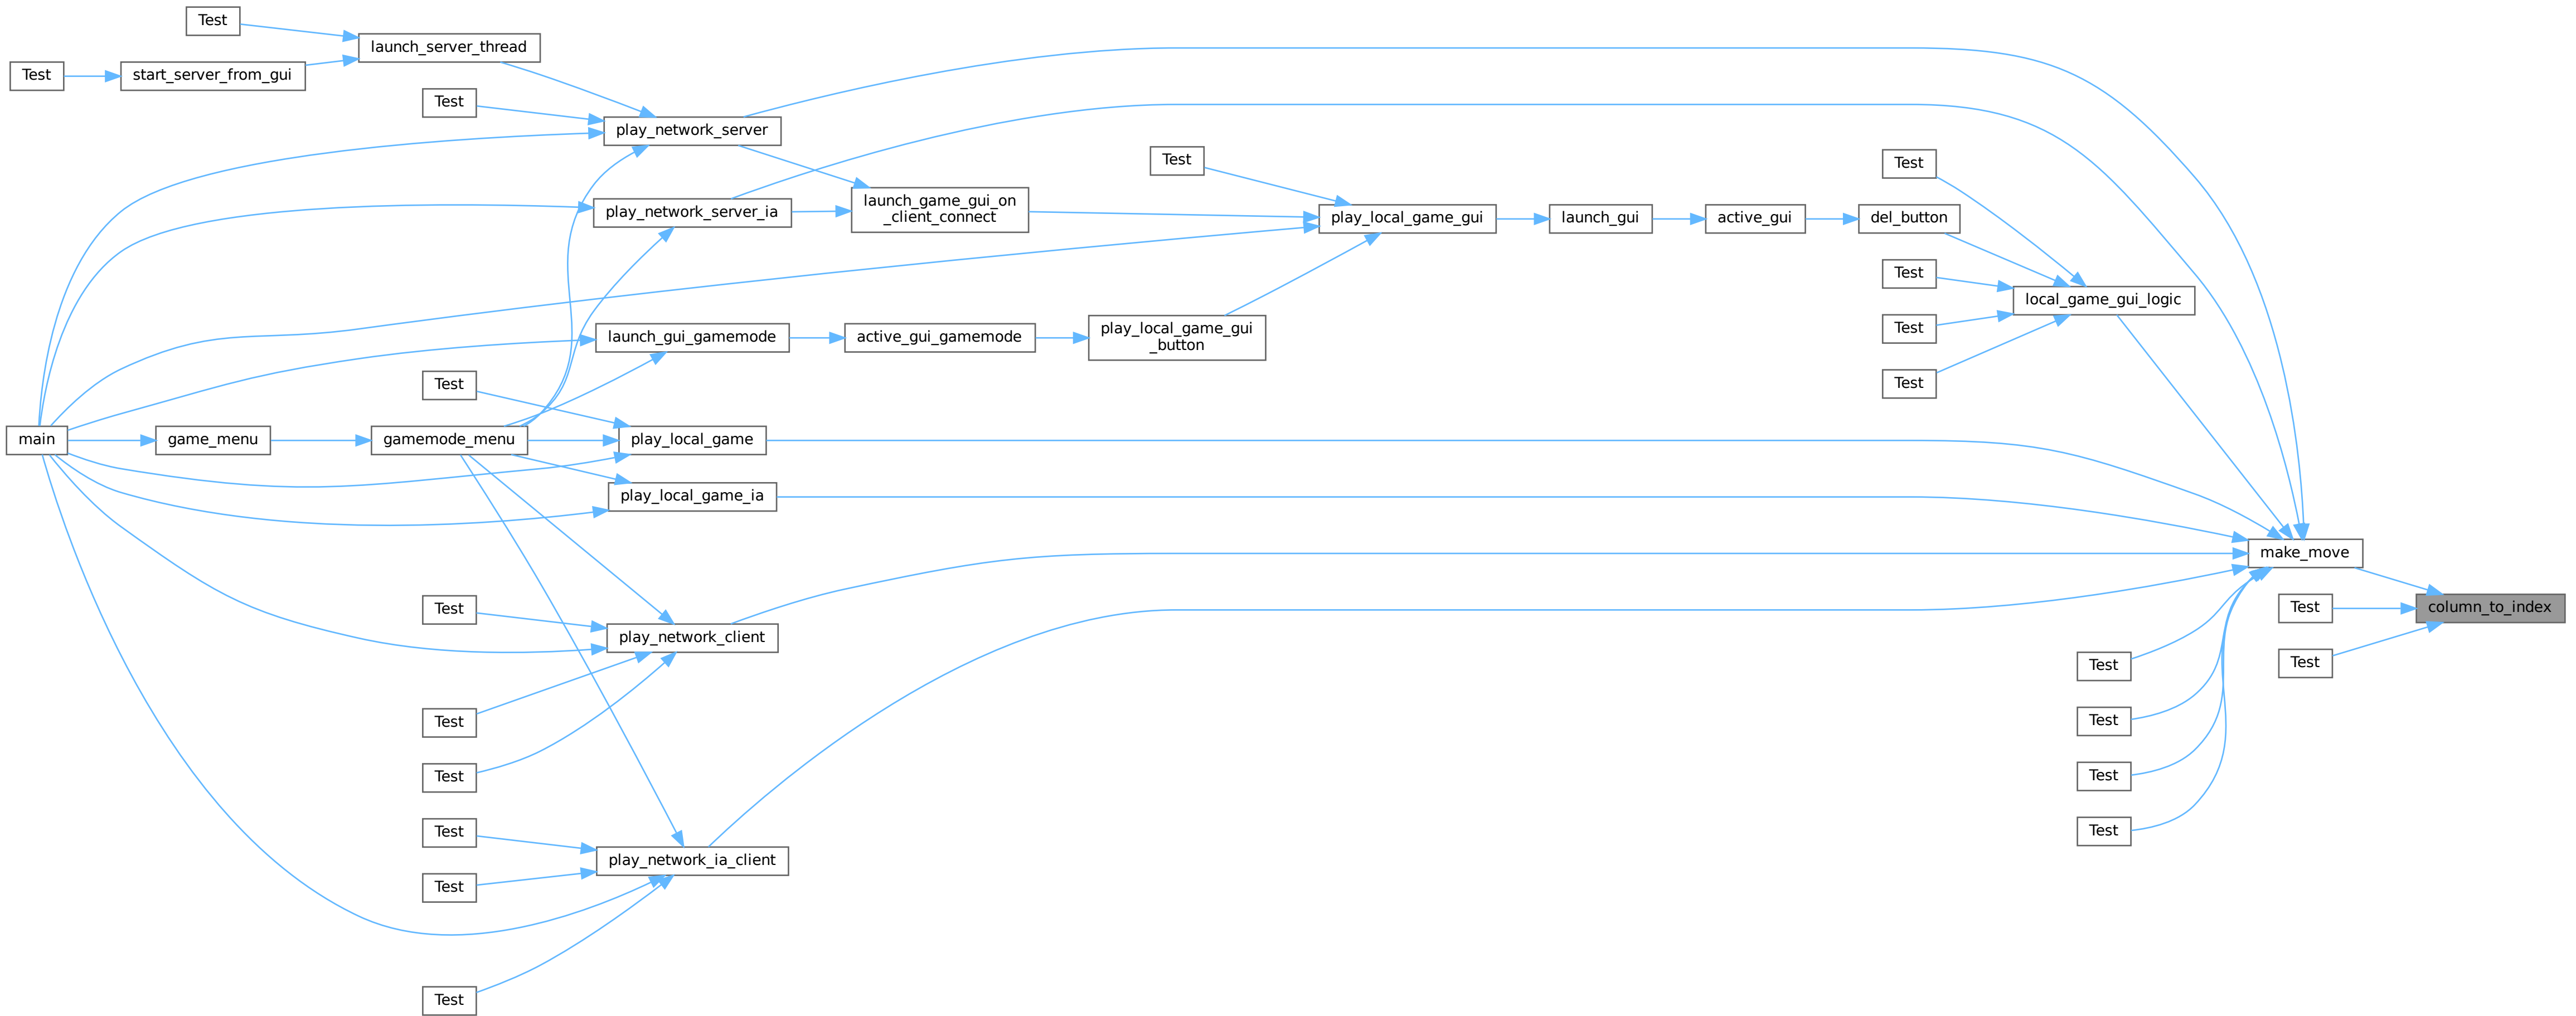 Test
launch_server_thread
Test
start_server_from_gui
Test
play_network_server
Test
Test
play_network_server_ia
launch_game_gui_on
_client_connect
play_local_game_gui
launch_gui
active_gui
del_button
Test
local_game_gui_logic
Test
launch_gui_gamemode
active_gui_gamemode
play_local_game_gui
_button
Test
Test
main
game_menu
gamemode_menu
play_local_game
play_local_game_ia
make_move
Test
play_network_client
Test
column_to_index
Test
Test
Test
Test
Test
Test
Test
Test
play_network_ia_client
Test
Test